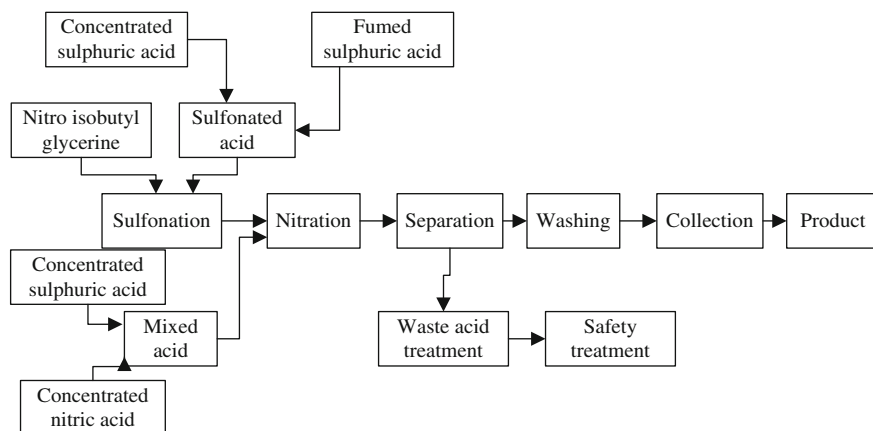 Concentrated
sulphuric acid
Fumed
sulphuric acid
Nitro isobutyl
glycerine
Sulfonated
acid
Sulfonation
Nitration
Separation
Washing
Collection
Product
Concentrated
sulphuric acid
Mixed
acid
Waste acid
treatment
Safety
treatment
Concentrated
nitric acid